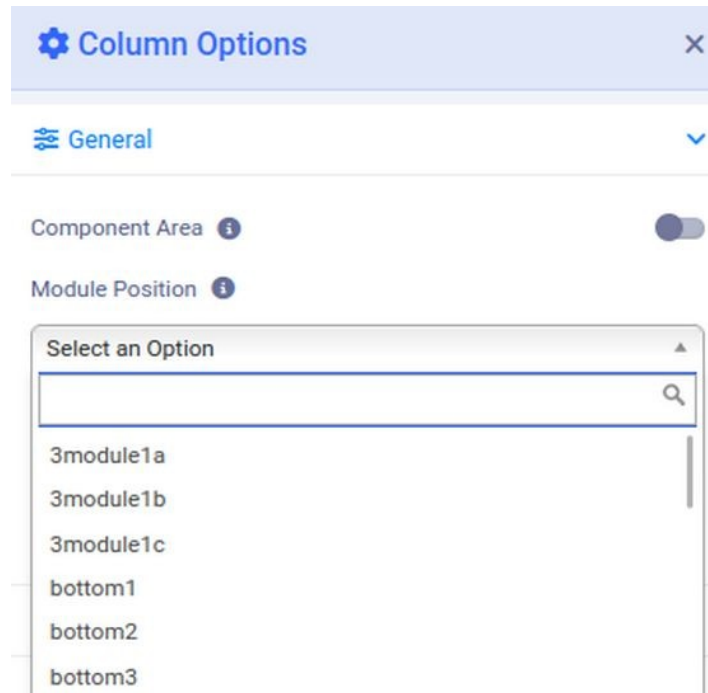 Column Options
General
Component Area
Module Position
Select an Option
3module1a
3module1b
3module1c
bottom1
bottom2
bottom3